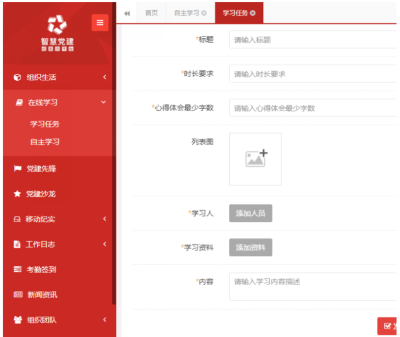 智慧党建
首页
自主学习
学习任务
组织生活
在线学习
学习任务
自主学习
党建先锋
党建沙龙
移动纪实
工作日志
考勤签到
新闻资讯
组织团队
*标题
请输入标题
*时长要求
请输入时长要求
*心得体会最少字数
请输入心得体会最少字数
列表图
*学习人
添加人员
*学习资料
添加资料
*内容
请输入学习内容描述